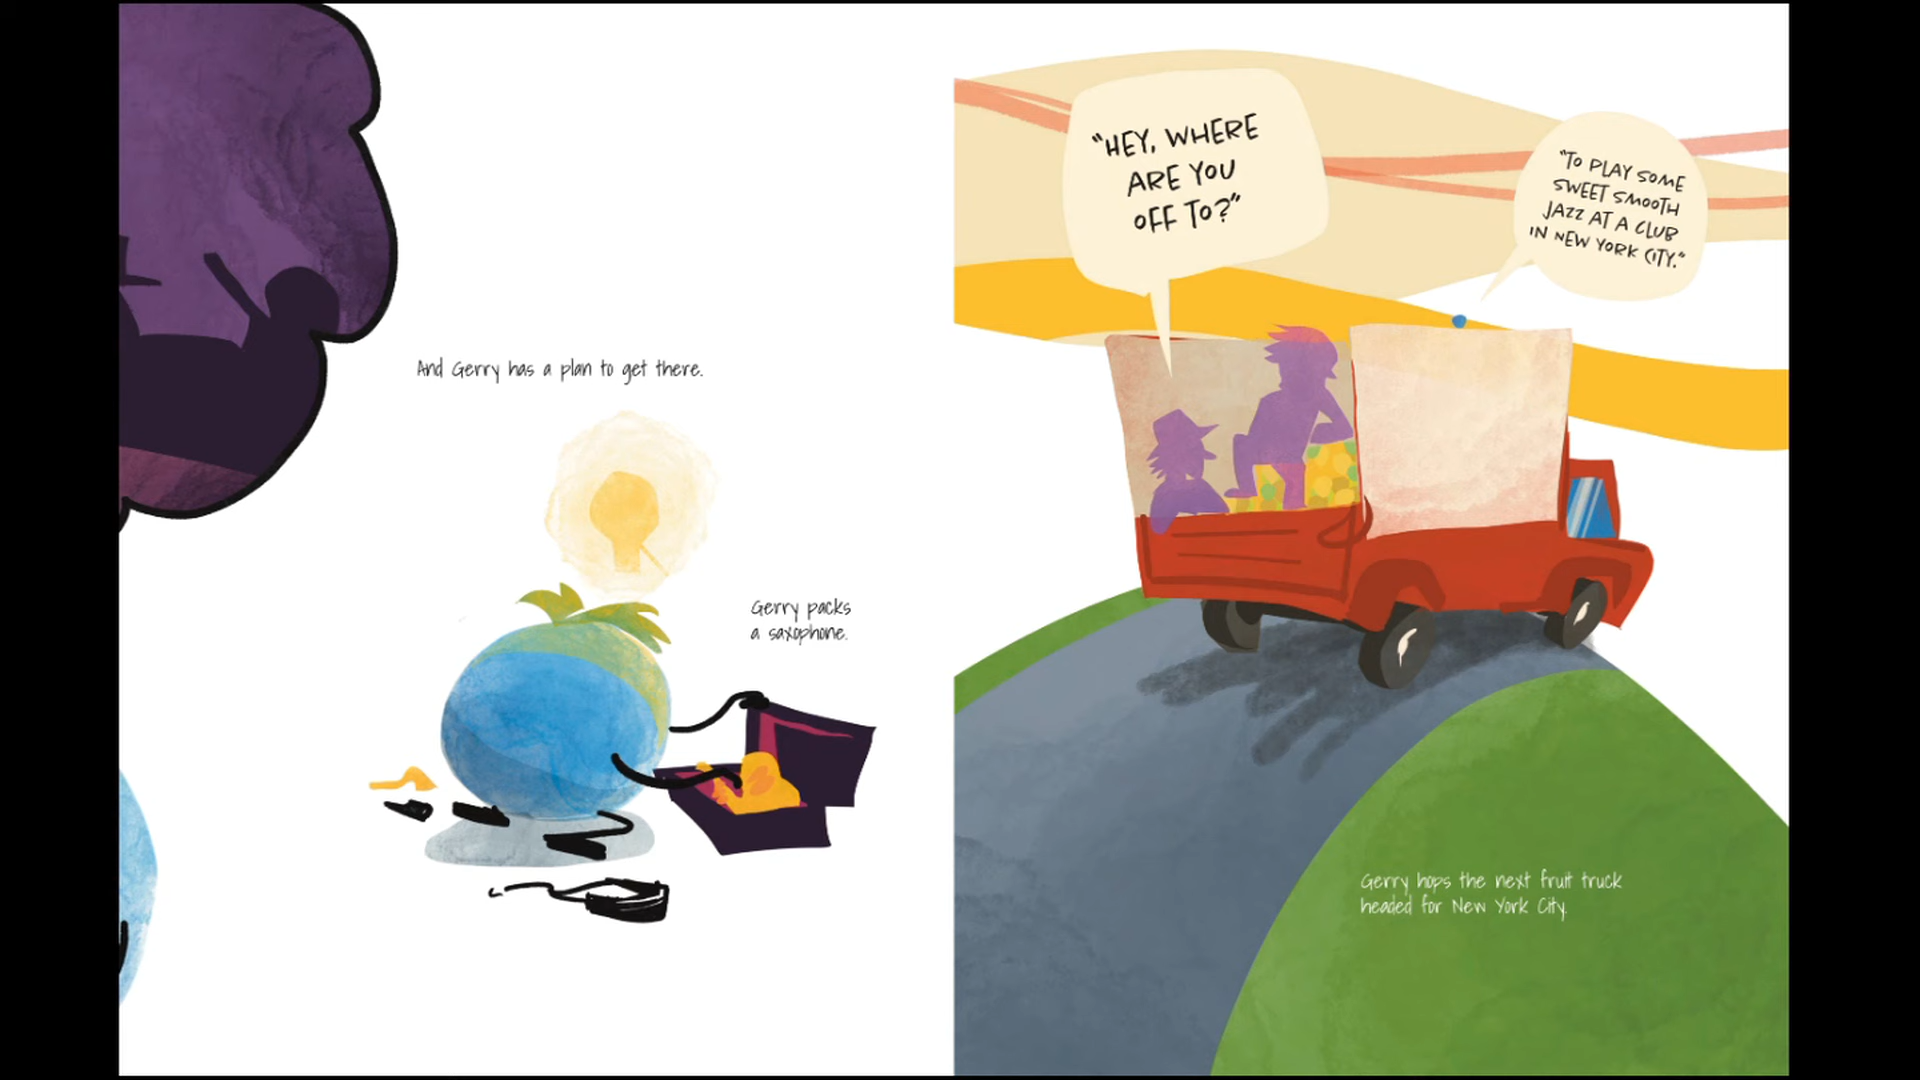 And Gerry has a plan to get there.
Gerry packs
a saxophone.
"HEY, WHERE
ARE YOU
OFF TO?"
"TO PLAY SOME
SWEET SMOOTH
JAZZ AT A CLUB
IN NEW YORK CITY."
Gerry hops the next fruit truck
headed for New York City.